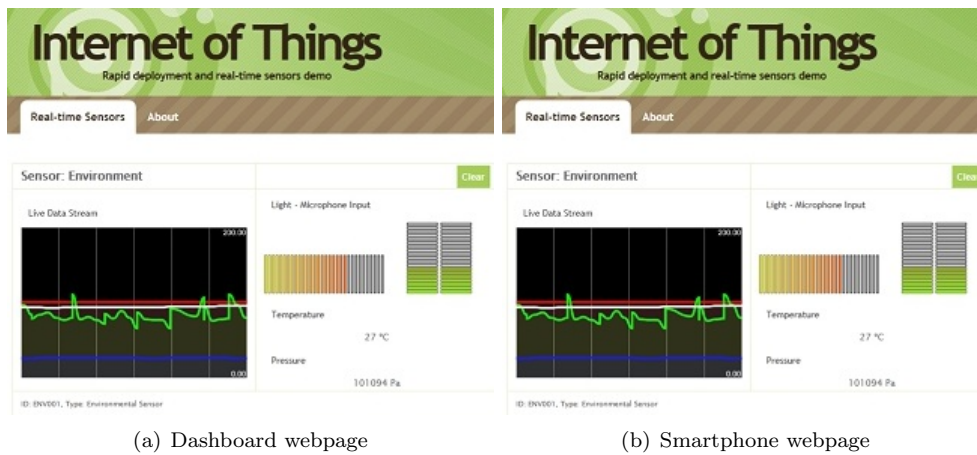 Internet of Things
Rapid deployment and real-time sensors demo
Real-time Sensors About
Sensor: Environment Clear
Live Data Stream
Light - Microphone Input
200.00
Temperature
27 °C
Pressure
0.00
101094 Pa
ID: ENV001, Type: Environmental Sensor
(a) Dashboard webpage
Internet of Things
Rapid deployment and real-time sensors demo
Real-time Sensors About
Sensor: Environment Clear
Live Data Stream
Light - Microphone Input
200.00
Temperature
27 °C
Pressure
0.00
101094 Pa
ID: ENV001, Type: Environmental Sensor
(b) Smartphone webpage